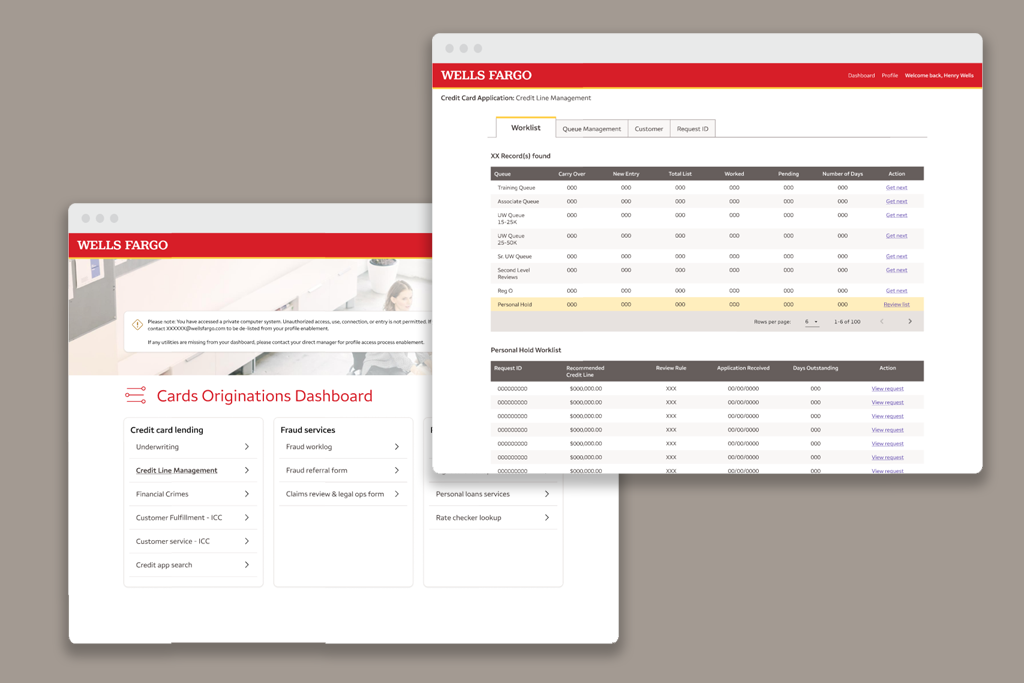 WELLS FARGO
Dashboard Profile Welcome back, Henry Wells
Credit Card Application: Credit Line Management
Worklist Queue Management Customer Request ID
XX Record(s) found
Queue Carry Over New Entry Total List Worked Pending Number of Days Action
Training Queue 000 000 000 000 000 000 Get next
Associate Queue 000 000 000 000 000 000 Get next
UW Queue 000 000 000 000 000 000 Get next
15-25K
UW Queue 000 000 000 000 000 000 Get next
25-50K
Sr. UW Queue 000 000 000 000 000 000 Get next
Second Level 000 000 000 000 000 000 Get next
Reviews
Reg O 000 000 000 000 000 000 Get next
Personal Hold 000 000 000 000 000 000 Review list
Rows per page: 6 1-6 of 100
Personal Hold Worklist
Request ID Recommended Review Rule Application Received Days Outstanding Action
Credit Line
000000000 $000,000.00 XXX 00/00/0000 000 View request
000000000 $000,000.00 XXX 00/00/0000 000 View request
000000000 $000,000.00 XXX 00/00/0000 000 View request
000000000 $000,000.00 XXX 00/00/0000 000 View request
000000000 $000,000.00 XXX 00/00/0000 000 View request
000000000 $000,000.00 XXX 00/00/0000 000 View request
000000000 $000,000.00 XXX 00/00/0000 000 View request
WELLS FARGO
Please note: You have accessed a private computer system. Unauthorized access, use, connection, or entry is not permitted. If
contact XXXXXX@wellsfargo.com to be de-listed from your profile enablement.
If any utilities are missing from your dashboard, please contact your direct manager for profile access process enablement.
Cards Originations Dashboard
Credit card lending
Underwriting
Credit Line Management
Financial Crimes
Customer Fulfillment - ICC
Customer service - ICC
Credit app search
Fraud services
Fraud worklog
Fraud referral form
Claims review & legal ops form
Personal loans services
Rate checker lookup